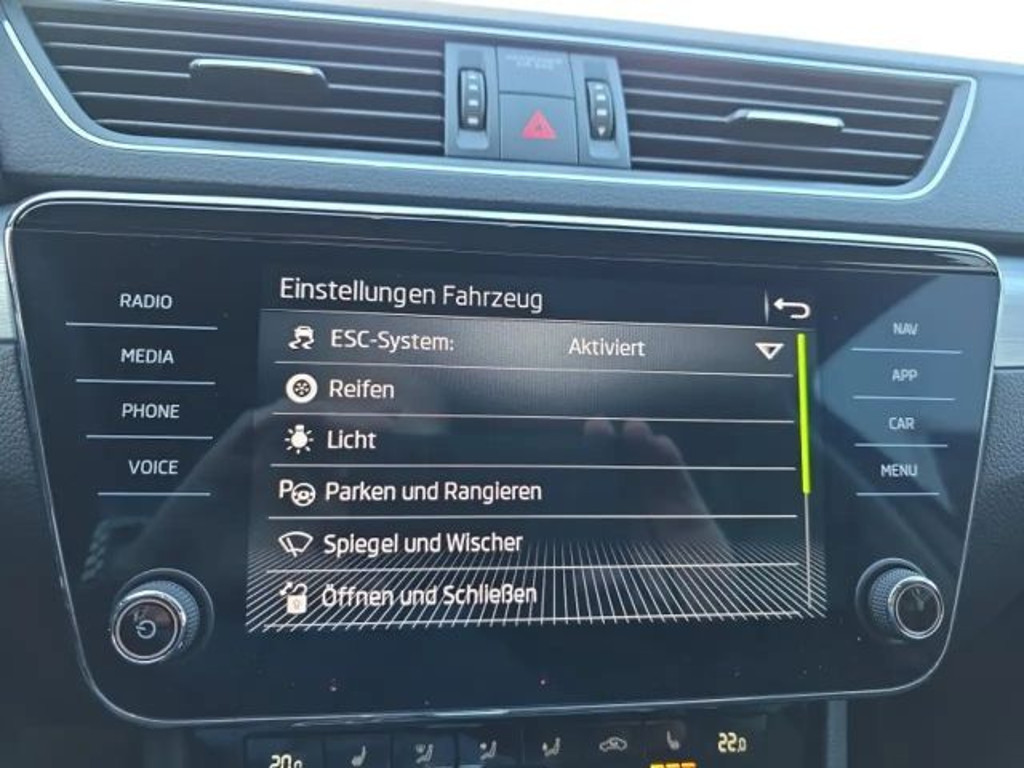 Einstellungen Fahrzeug
RADIO
MEDIA
PHONE
VOICE
ESC-System: Aktiviert
Reifen
Licht
Parken und Rangieren
Spiegel und Wischer
Öffnen und Schließen
NAV
APP
CAR
MENU
20.0
22.0